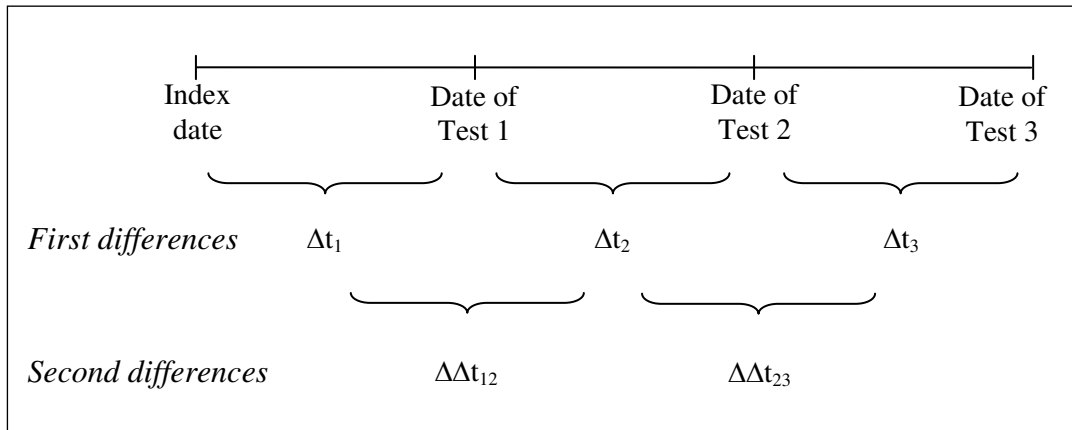 Index date
Date of Test 1
Date of Test 2
Date of Test 3
First differences Δt₁ Δt₂ Δt₃
Second differences ΔΔt₁₂ ΔΔt₂₃